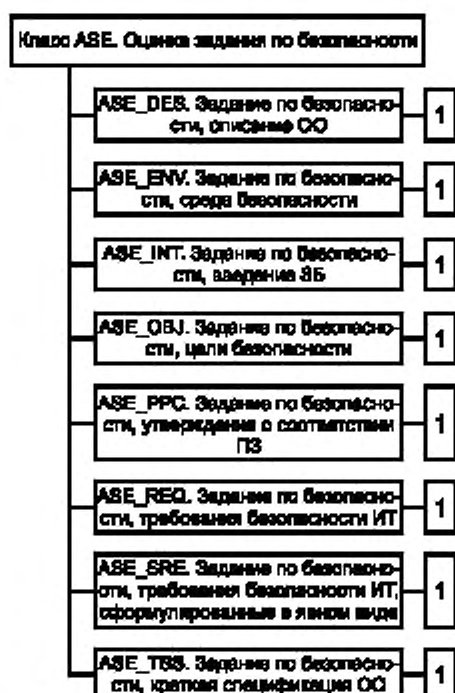 Класс ASE. Оценка задания по безопасности
ASE_DES. Задание по безопасно-
сти, описание ОО
1
ASE_ENV. Задание по безопасно-
сти, среда безопасности
1
ASE_INT. Задание по безопасно-
сти, введение ЗБ
1
ASE_OBJ. Задание по безопасно-
сти, цели безопасности
1
ASE_PPC. Задание по безопасно-
сти, утверждения о соответствии
ПЗ
1
ASE_REQ. Задание по безопасно-
сти, требования безопасности ИТ
1
ASE_SRE. Задание по безопасно-
сти, требования безопасности ИТ,
сформулированные в явном виде
1
ASE_TSS. Задание по безопасно-
сти, краткая спецификация ОО
1